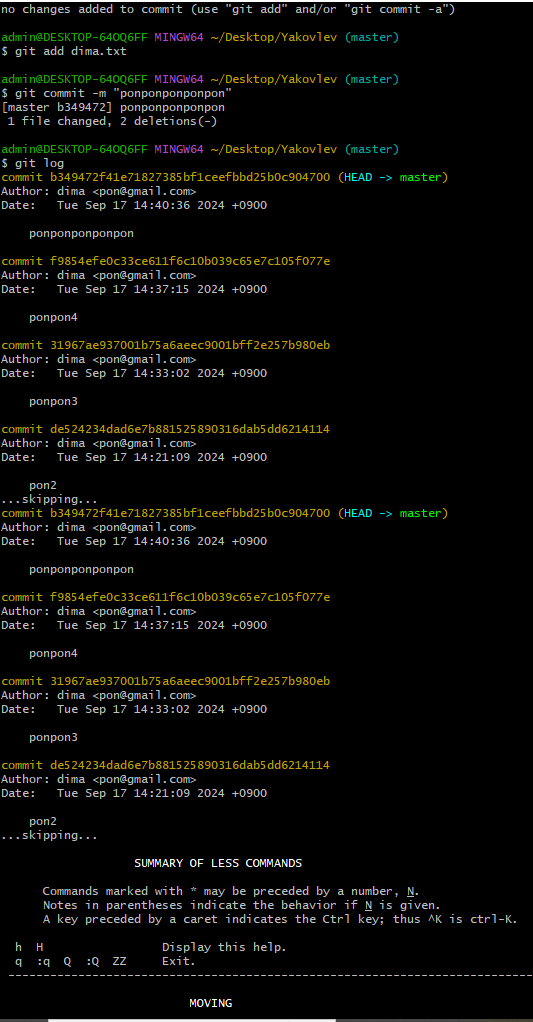 no changes added to commit (use "git add" and/or "git commit -a")
admin@DESKTOP-64OQ6FF MINGW64 ~/Desktop/Yakovlev (master)
$ git add dima.txt
admin@DESKTOP-64OQ6FF MINGW64 ~/Desktop/Yakovlev (master)
$ git commit -m "ponponponponpon"
[master b349472] ponponponponpon
 1 file changed, 2 deletions(-)
admin@DESKTOP-64OQ6FF MINGW64 ~/Desktop/Yakovlev (master)
$ git log
commit b349472f41e71827385bf1ceefbbd25b0c904700 (HEAD -> master)
Author: dima <pon@gmail.com>
Date:   Tue Sep 17 14:40:36 2024 +0900
    ponponponponpon
commit f9854efe0c33ce611f6c10b039c65e7c105f077e
Author: dima <pon@gmail.com>
Date:   Tue Sep 17 14:37:15 2024 +0900
    ponpon4
commit 31967ae937001b75a6aeec9001bff2e257b980eb
Author: dima <pon@gmail.com>
Date:   Tue Sep 17 14:33:02 2024 +0900
    ponpon3
commit de524234dad6e7b881525890316dab5dd6214114
Author: dima <pon@gmail.com>
Date:   Tue Sep 17 14:21:09 2024 +0900
    pon2
...skipping...
commit b349472f41e71827385bf1ceefbbd25b0c904700 (HEAD -> master)
Author: dima <pon@gmail.com>
Date:   Tue Sep 17 14:40:36 2024 +0900
    ponponponponpon
commit f9854efe0c33ce611f6c10b039c65e7c105f077e
Author: dima <pon@gmail.com>
Date:   Tue Sep 17 14:37:15 2024 +0900
    ponpon4
commit 31967ae937001b75a6aeec9001bff2e257b980eb
Author: dima <pon@gmail.com>
Date:   Tue Sep 17 14:33:02 2024 +0900
    ponpon3
commit de524234dad6e7b881525890316dab5dd6214114
Author: dima <pon@gmail.com>
Date:   Tue Sep 17 14:21:09 2024 +0900
    pon2
...skipping...
SUMMARY OF LESS COMMANDS
Commands marked with * may be preceded by a number, N.
Notes in parentheses indicate the behavior if N is given.
A key preceded by a caret indicates the Ctrl key; thus ^K is ctrl-K.
h  H                 Display this help.
q  :q  Q  :Q  ZZ     Exit.
---------------------------------------------------------------------------
MOVING